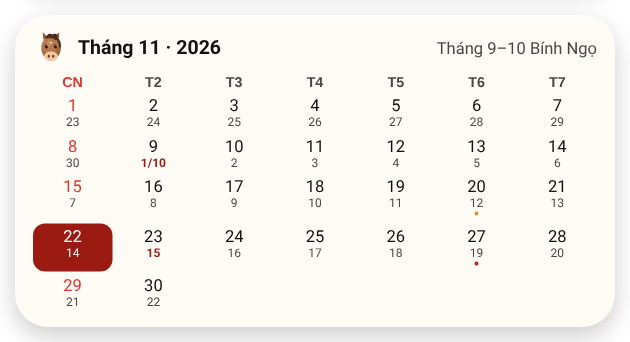 Tháng 11 · 2026 Tháng 9–10 Bính Ngọ
CN T2 T3 T4 T5 T6 T7
1 2 3 4 5 6 7
23 24 25 26 27 28 29
8 9 10 11 12 13 14
30 1/10 2 3 4 5 6
15 16 17 18 19 20 21
7 8 9 10 11 12 13
22 23 24 25 26 27 28
14 15 16 17 18 19 20
29 30
21 22